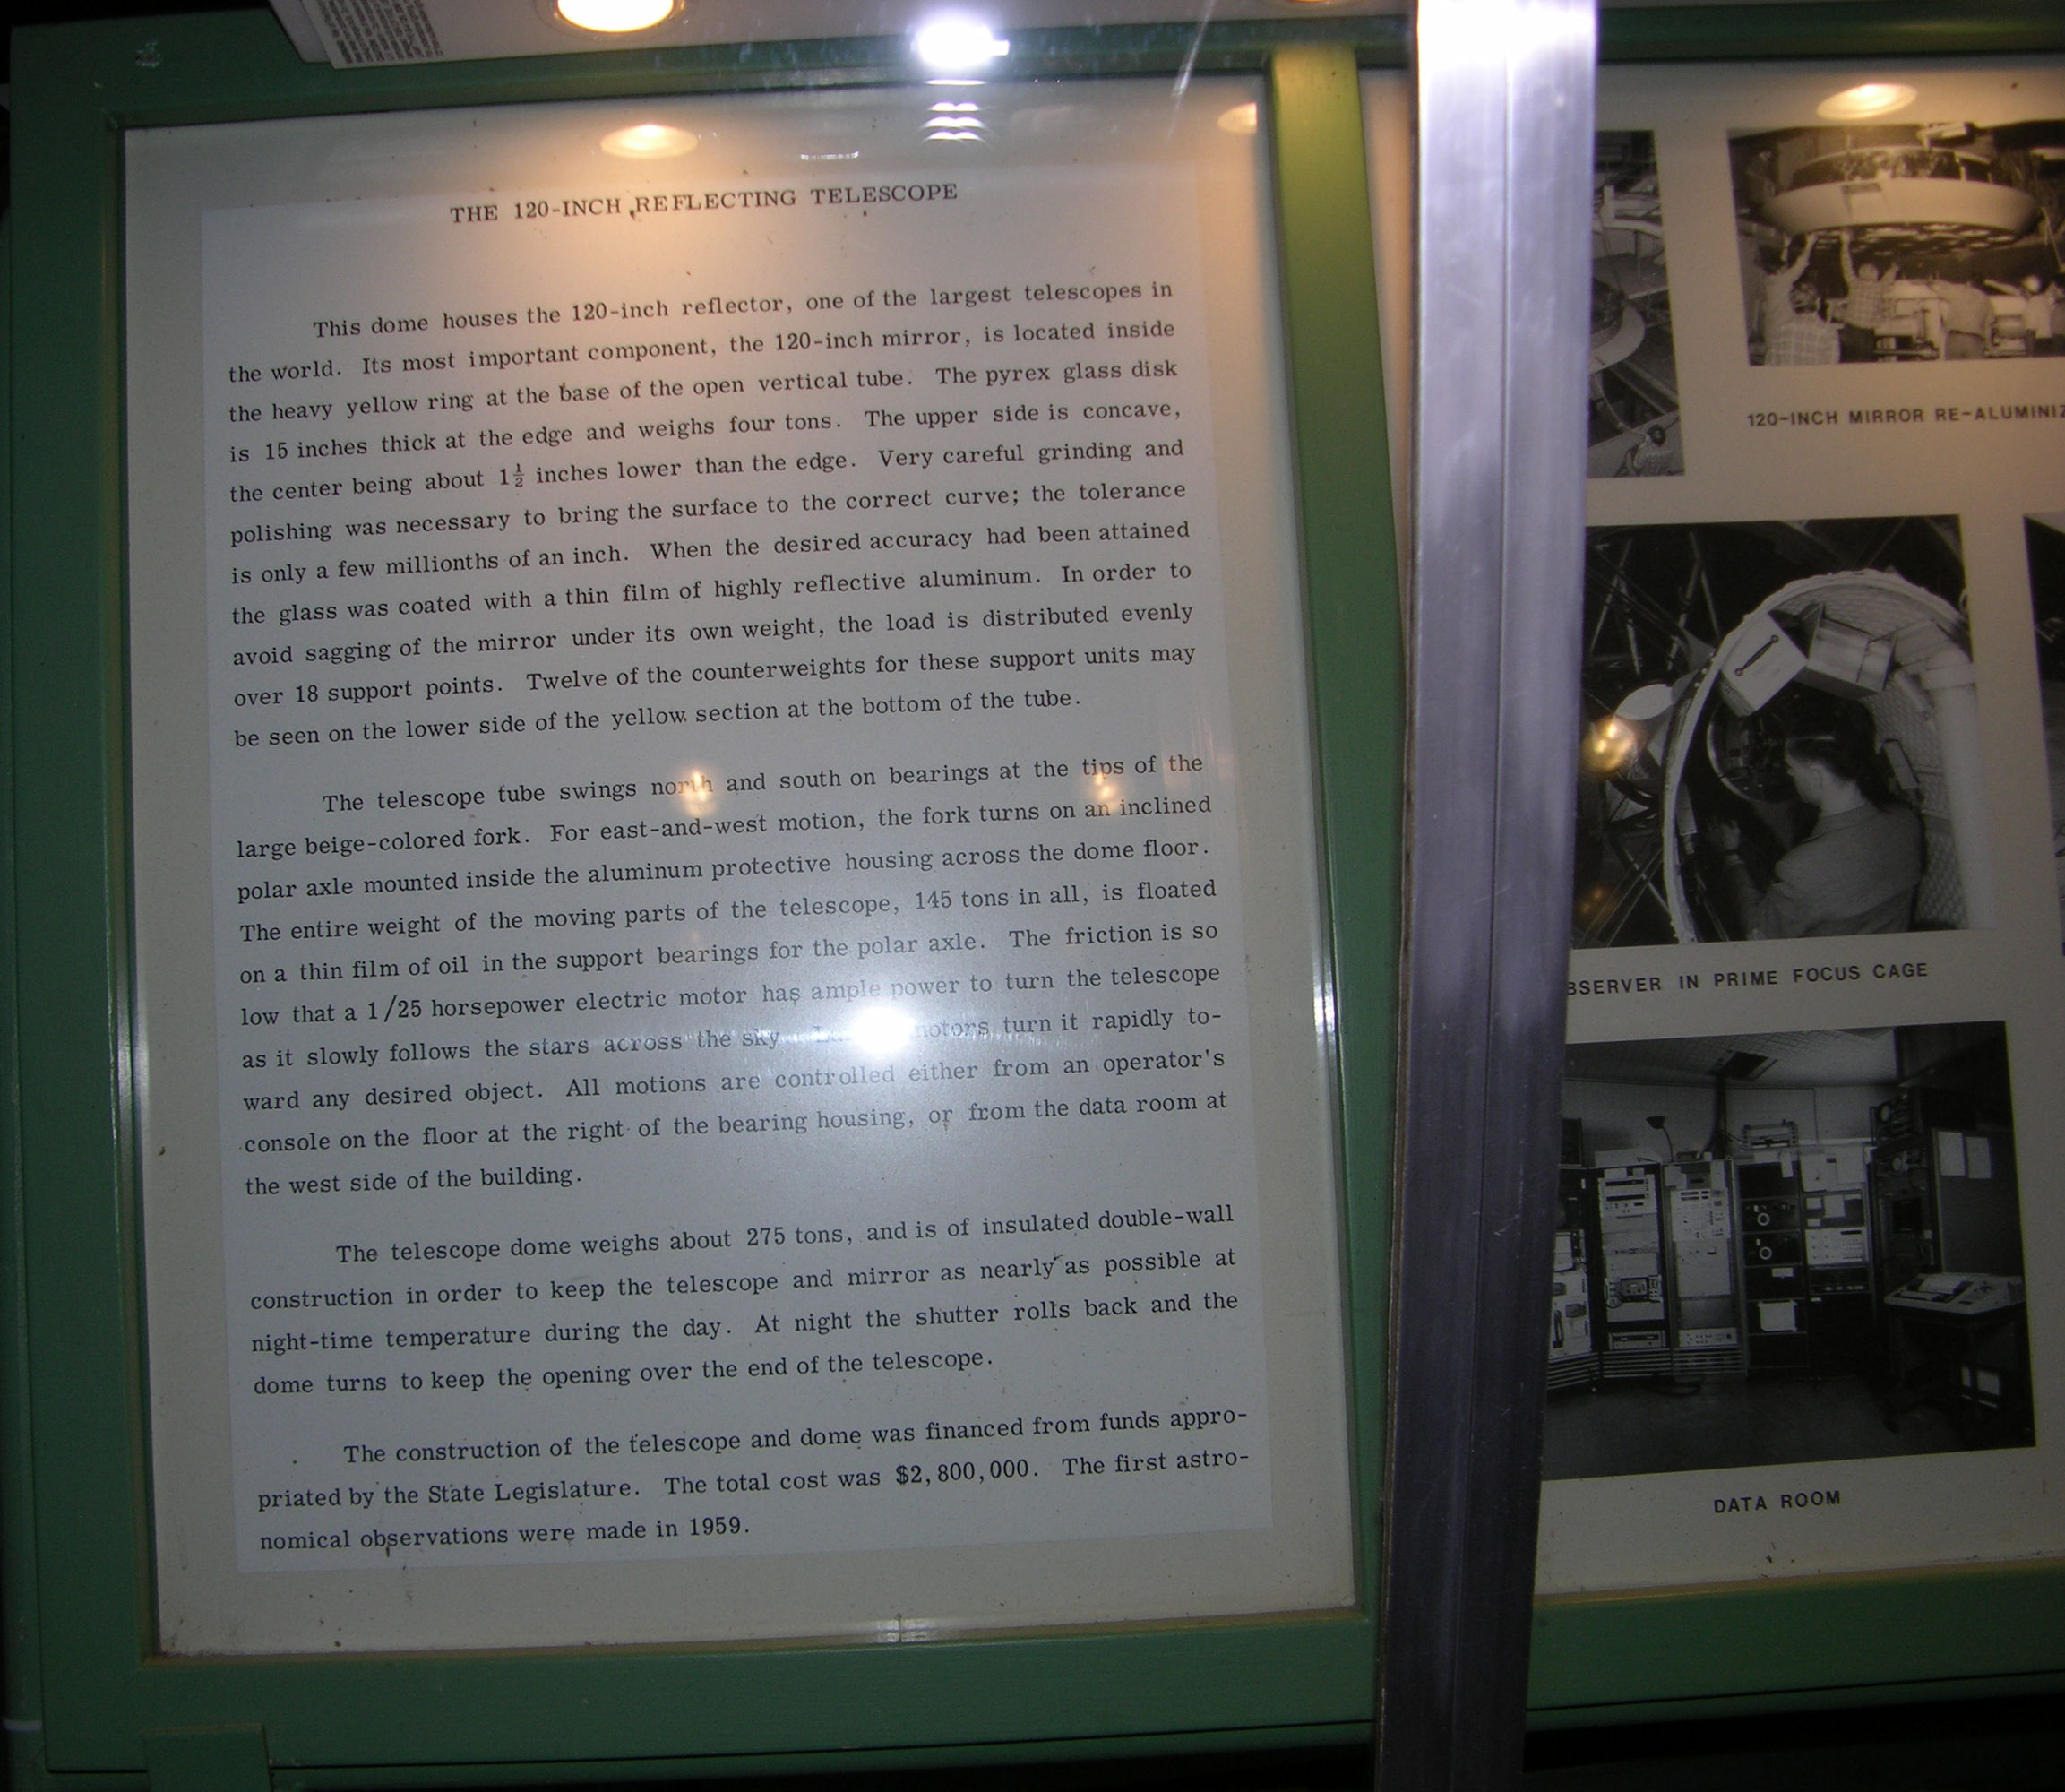 THE 120-INCH REFLECTING TELESCOPE
This dome houses the 120-inch reflector, one of the largest telescopes in
the world. Its most important component, the 120-inch mirror, is located inside
the heavy yellow ring at the base of the open vertical tube. The pyrex glass disk
is 15 inches thick at the edge and weighs four tons. The upper side is concave,
the center being about 1½ inches lower than the edge. Very careful grinding and
polishing was necessary to bring the surface to the correct curve; the tolerance
is only a few millionths of an inch. When the desired accuracy had been attained
the glass was coated with a thin film of highly reflective aluminum. In order to
avoid sagging of the mirror under its own weight, the load is distributed evenly
over 18 support points. Twelve of the counterweights for these support units may
be seen on the lower side of the yellow section at the bottom of the tube.
The telescope tube swings north and south on bearings at the tips of the
large beige-colored fork. For east-and-west motion, the fork turns on an inclined
polar axle mounted inside the aluminum protective housing across the dome floor.
The entire weight of the moving parts of the telescope, 145 tons in all, is floated
on a thin film of oil in the support bearings for the polar axle. The friction is so
low that a 1/25 horsepower electric motor has ample power to turn the telescope
as it slowly follows the stars across the sky motors turn it rapidly to-
ward any desired object. All motions are controlled either from an operator's
console on the floor at the right of the bearing housing, or from the data room at
the west side of the building.
The telescope dome weighs about 275 tons, and is of insulated double-wall
construction in order to keep the telescope and mirror as nearly as possible at
night-time temperature during the day. At night the shutter rolls back and the
dome turns to keep the opening over the end of the telescope.
The construction of the telescope and dome was financed from funds appro-
priated by the State Legislature. The total cost was $2,800,000. The first astro-
nomical observations were made in 1959.
120-INCH MIRROR RE-ALUMINIZ
BSERVER IN PRIME FOCUS CAGE
DATA ROOM